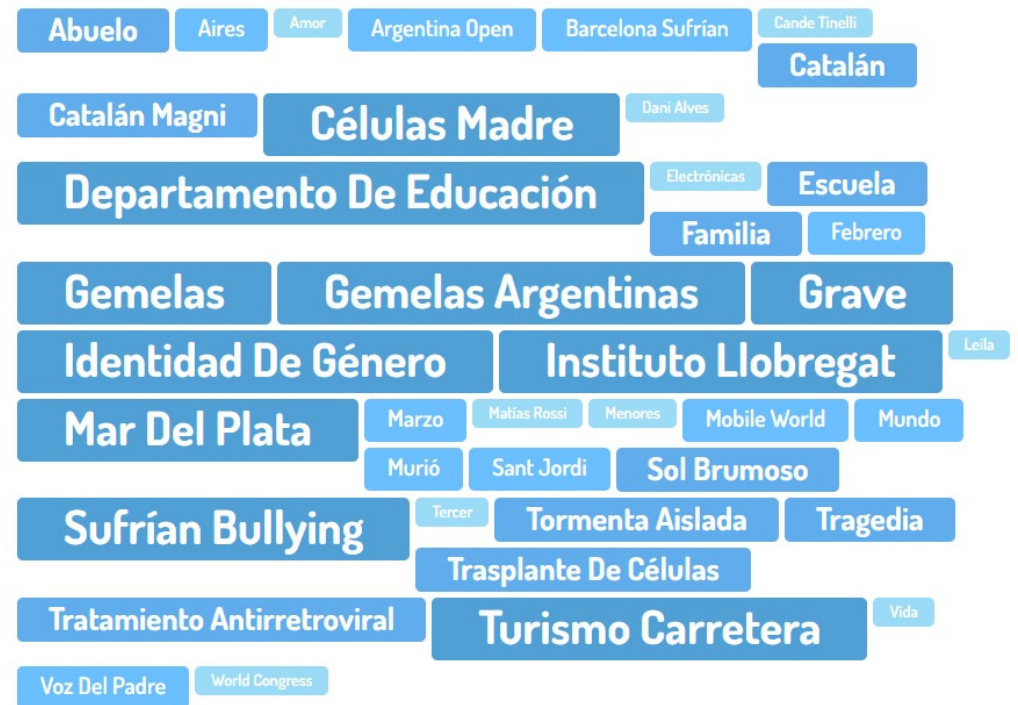 Abuelo Aires Amor Argentina Open Barcelona Sufrían Cande Tinelli
Catalán
Catalán Magni Células Madre Dani Alves
Departamento De Educación Electrónicas Escuela
Familia Febrero
Gemelas Gemelas Argentinas Grave
Identidad De Género Instituto Llobregat Leila
Mar Del Plata Marzo Matías Rossi Menores Mobile World Mundo
Murió Sant Jordi Sol Brumoso
Sufrían Bullying Tercer Tormenta Aislada Tragedia
Trasplante De Células
Tratamiento Antirretroviral Turismo Carretera Vida
Voz Del Padre World Congress